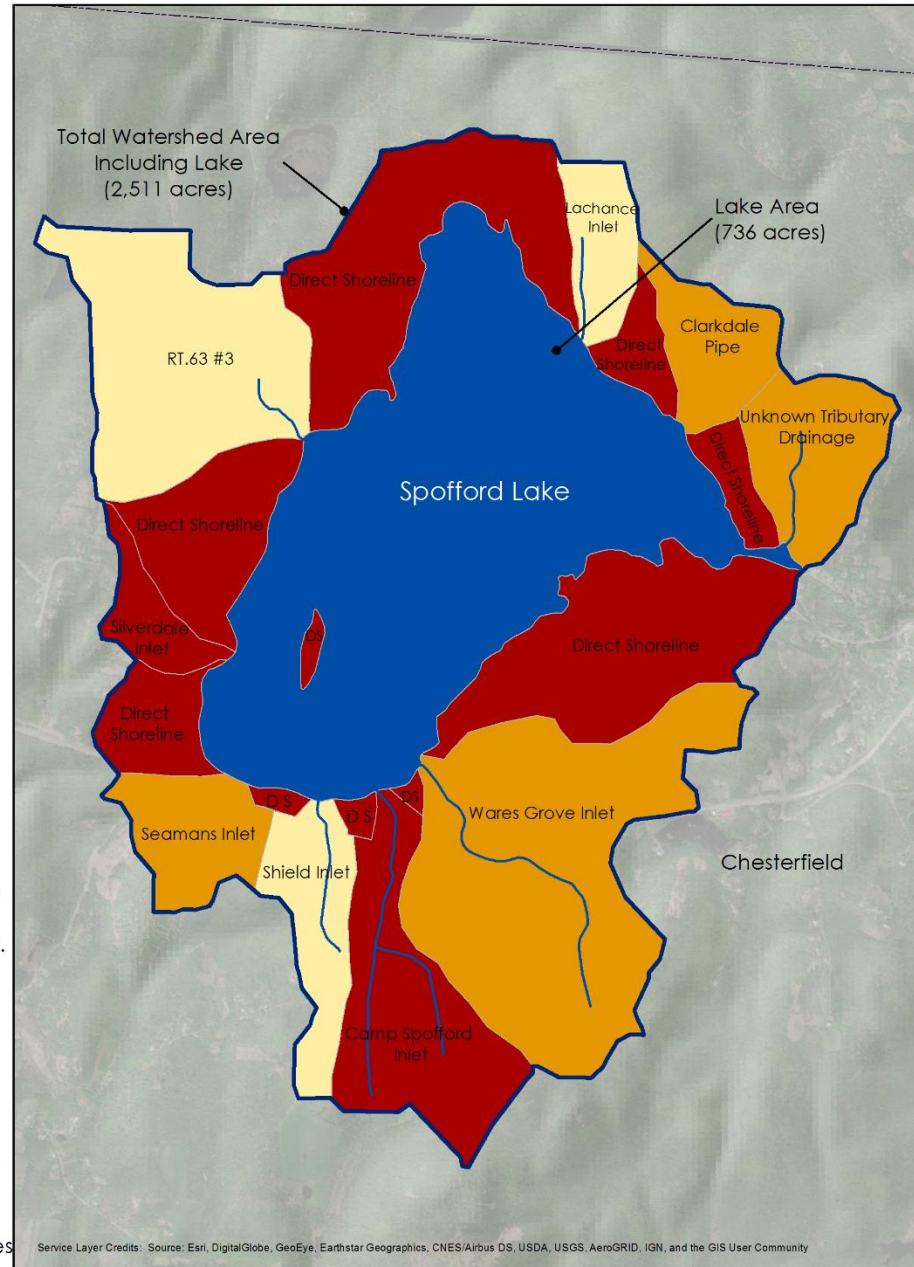 Total Watershed Area
Including Lake
(2,511 acres)
Lachance
Inlet
Lake Area
(736 acres)
Direct Shoreline
RT.63 #3
Direct
Shoreline
Clarkdale
Pipe
Unknown Tributary
Drainage
Direct Shoreline
Spofford Lake
Direct Shoreline
Silverdale
Inlet
DS
Direct Shoreline
Direct
Shoreline
D S
D S
DS
Seamans Inlet
Shield Inlet
Wares Grove Inlet
Chesterfield
Camp Spofford
Inlet
es
Service Layer Credits: Source: Esri, DigitalGlobe, GeoEye, Earthstar Geographics, CNES/Airbus DS, USDA, USGS, AeroGRID, IGN, and the GIS User Community